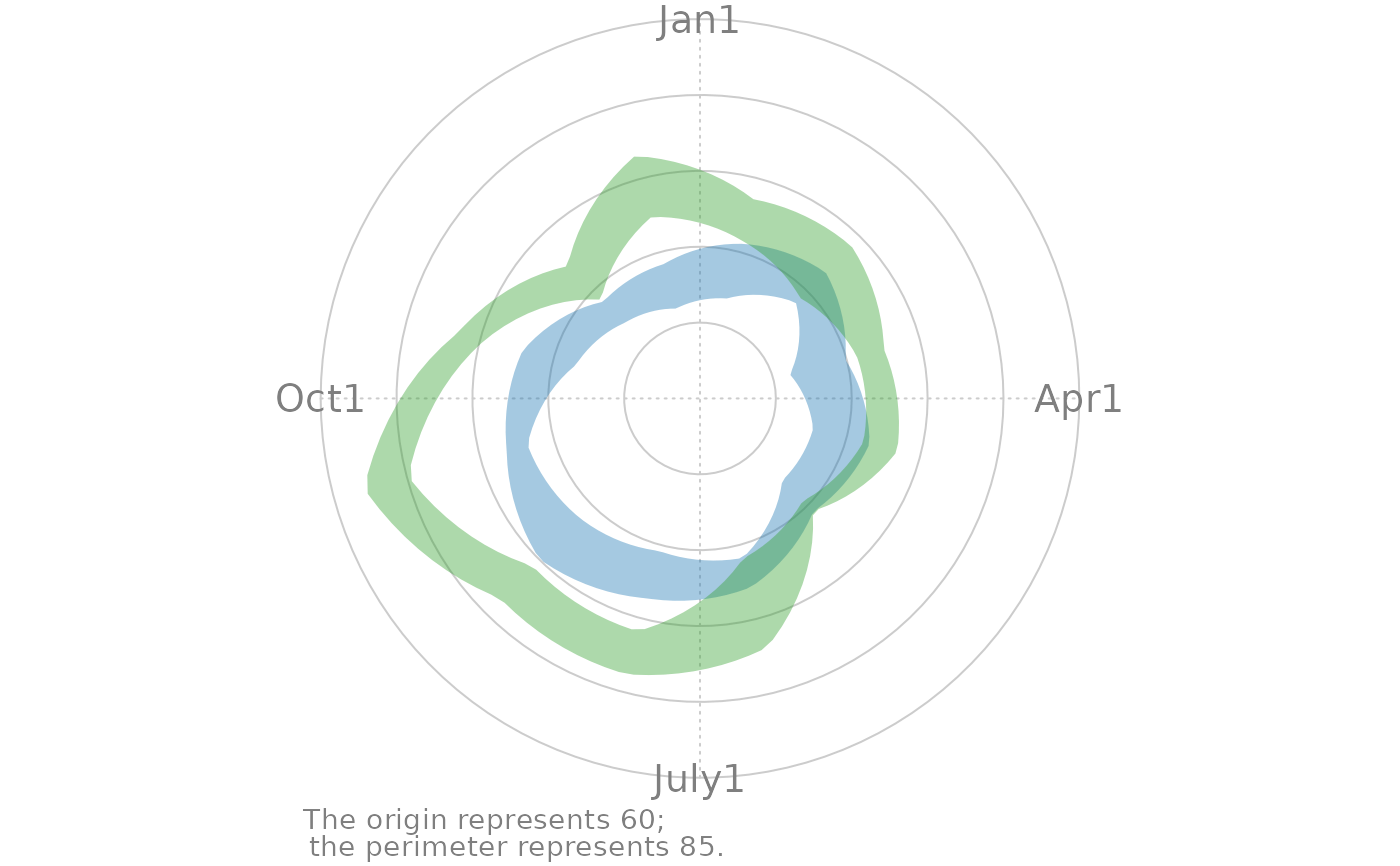 Jan1
Oct1
Apr1
July1
The origin represents 60;
the perimeter represents 85.